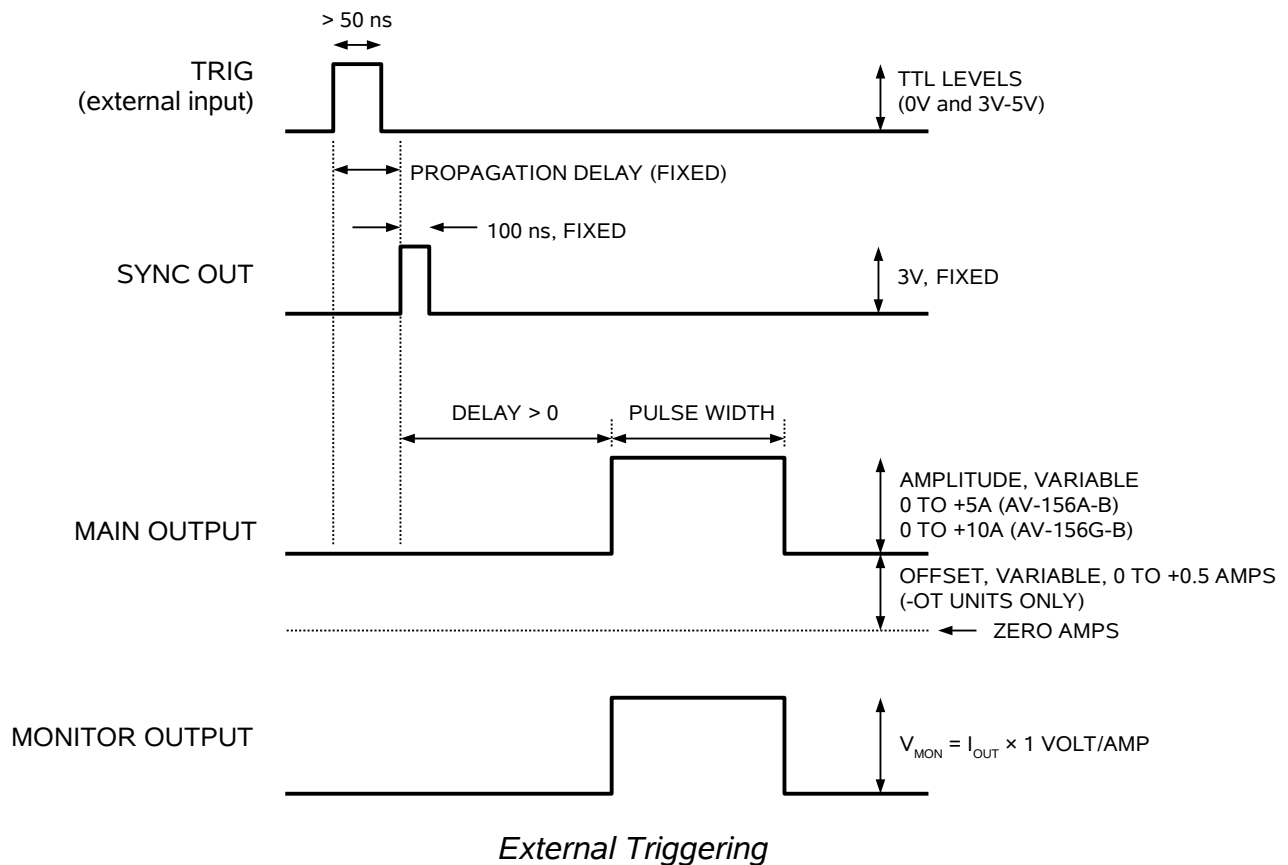 > 50 ns
TRIG
(external input)
TTL LEVELS
(0V and 3V-5V)
PROPAGATION DELAY (FIXED)
100 ns, FIXED
SYNC OUT
3V, FIXED
DELAY > 0
PULSE WIDTH
MAIN OUTPUT
AMPLITUDE, VARIABLE
0 TO +5A (AV-156A-B)
0 TO +10A (AV-156G-B)
OFFSET, VARIABLE, 0 TO +0.5 AMPS
(-OT UNITS ONLY)
ZERO AMPS
MONITOR OUTPUT
V_MON = I_OUT × 1 VOLT/AMP
External Triggering